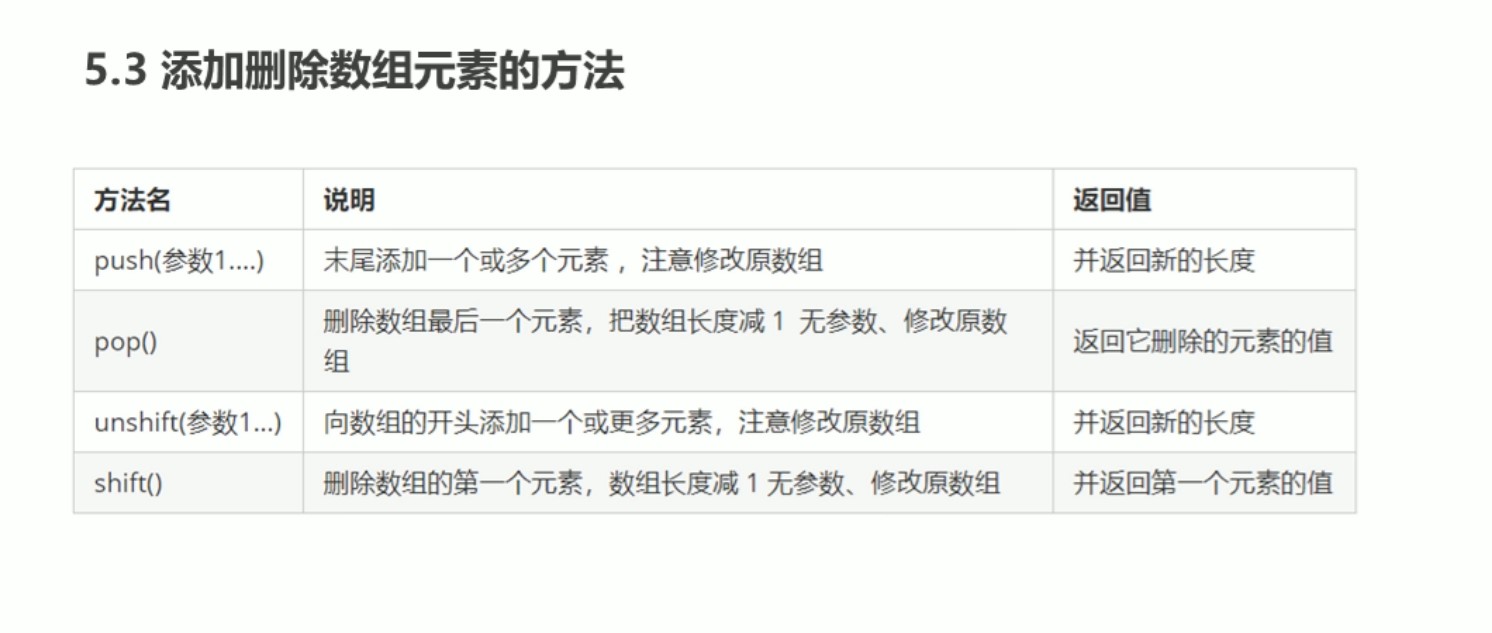 5.3 添加删除数组元素的方法
方法名 说明 返回值
push(参数1....) 末尾添加一个或多个元素 ，注意修改原数组 并返回新的长度
pop() 删除数组最后一个元素，把数组长度减 1 无参数、修改原数 返回它删除的元素的值
组
unshift(参数1...) 向数组的开头添加一个或更多元素，注意修改原数组 并返回新的长度
shift() 删除数组的第一个元素，数组长度减 1 无参数、修改原数组 并返回第一个元素的值